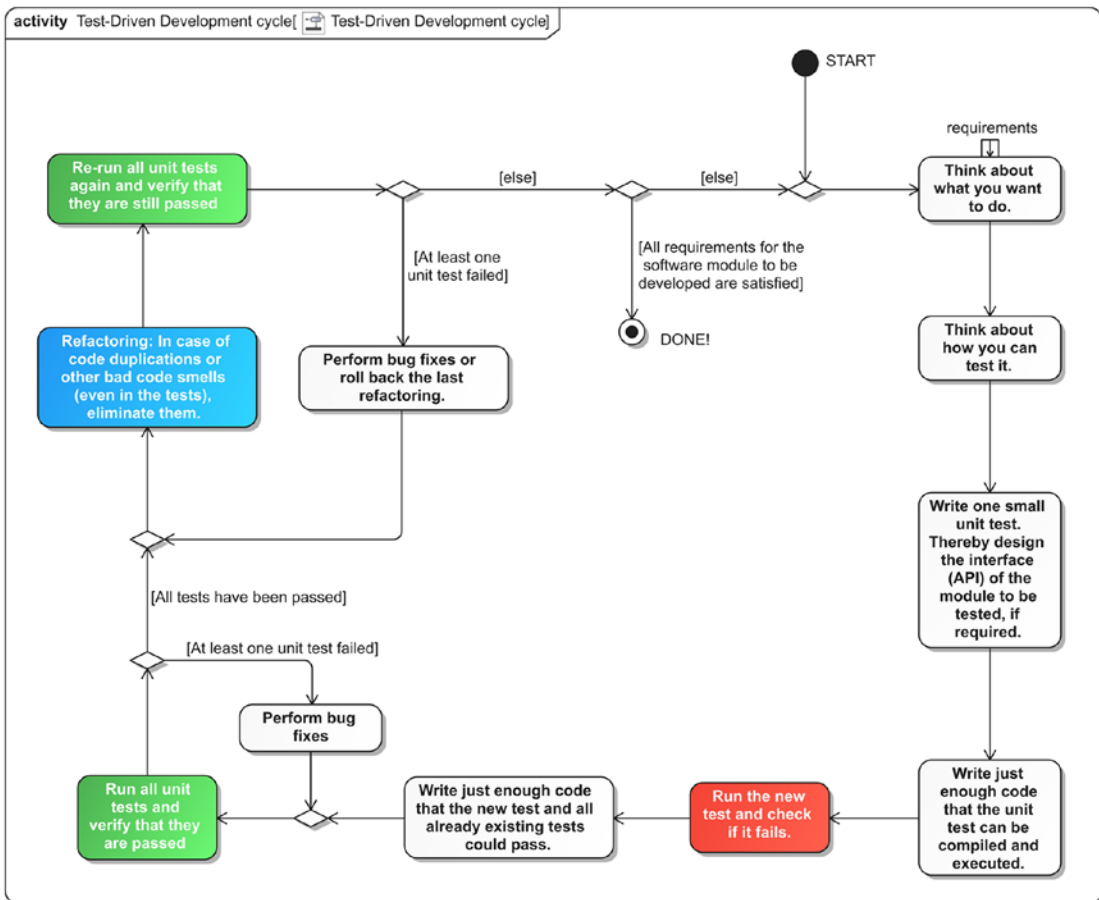 activity Test-Driven Development cycle[ Test-Driven Development cycle]
START
requirements
Re-run all unit tests
again and verify that
they are still passed
[else]
[else]
Think about
what you want
to do.
[At least one
unit test failed]
[All requirements for the
software module to be
developed are satisfied]
DONE!
Refactoring: In case of
code duplications or
other bad code smells
(even in the tests),
eliminate them.
Perform bug fixes or
roll back the last
refactoring.
Think about
how you can
test it.
Write one small
unit test.
Thereby design
the interface
(API) of the
module to be
tested, if
required.
[All tests have been passed]
[At least one unit test failed]
Perform bug
fixes
Run all unit
tests and
verify that they
are passed
Write just enough code
that the new test and all
already existing tests
could pass.
Run the new
test and check
if it fails.
Write just
enough code
that the unit
test can be
compiled and
executed.